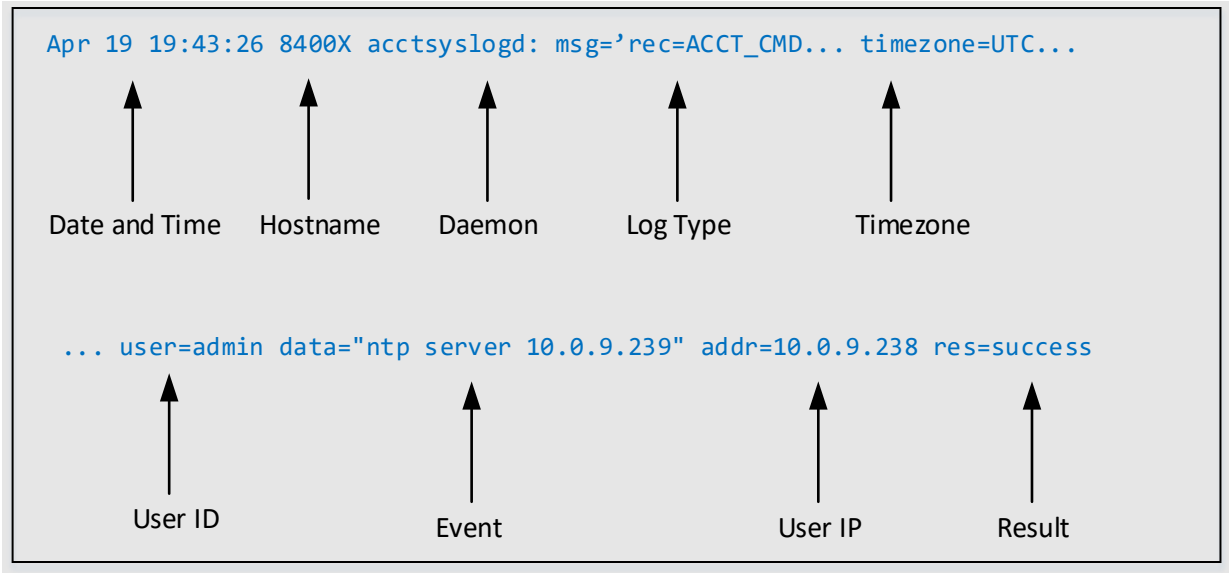 Apr 19 19:43:26 8400X acctsyslogd: msg=’rec=ACCT_CMD... timezone=UTC...
Date and Time Hostname Daemon Log Type Timezone
... user=admin data="ntp server 10.0.9.239" addr=10.0.9.238 res=success
User ID Event User IP Result